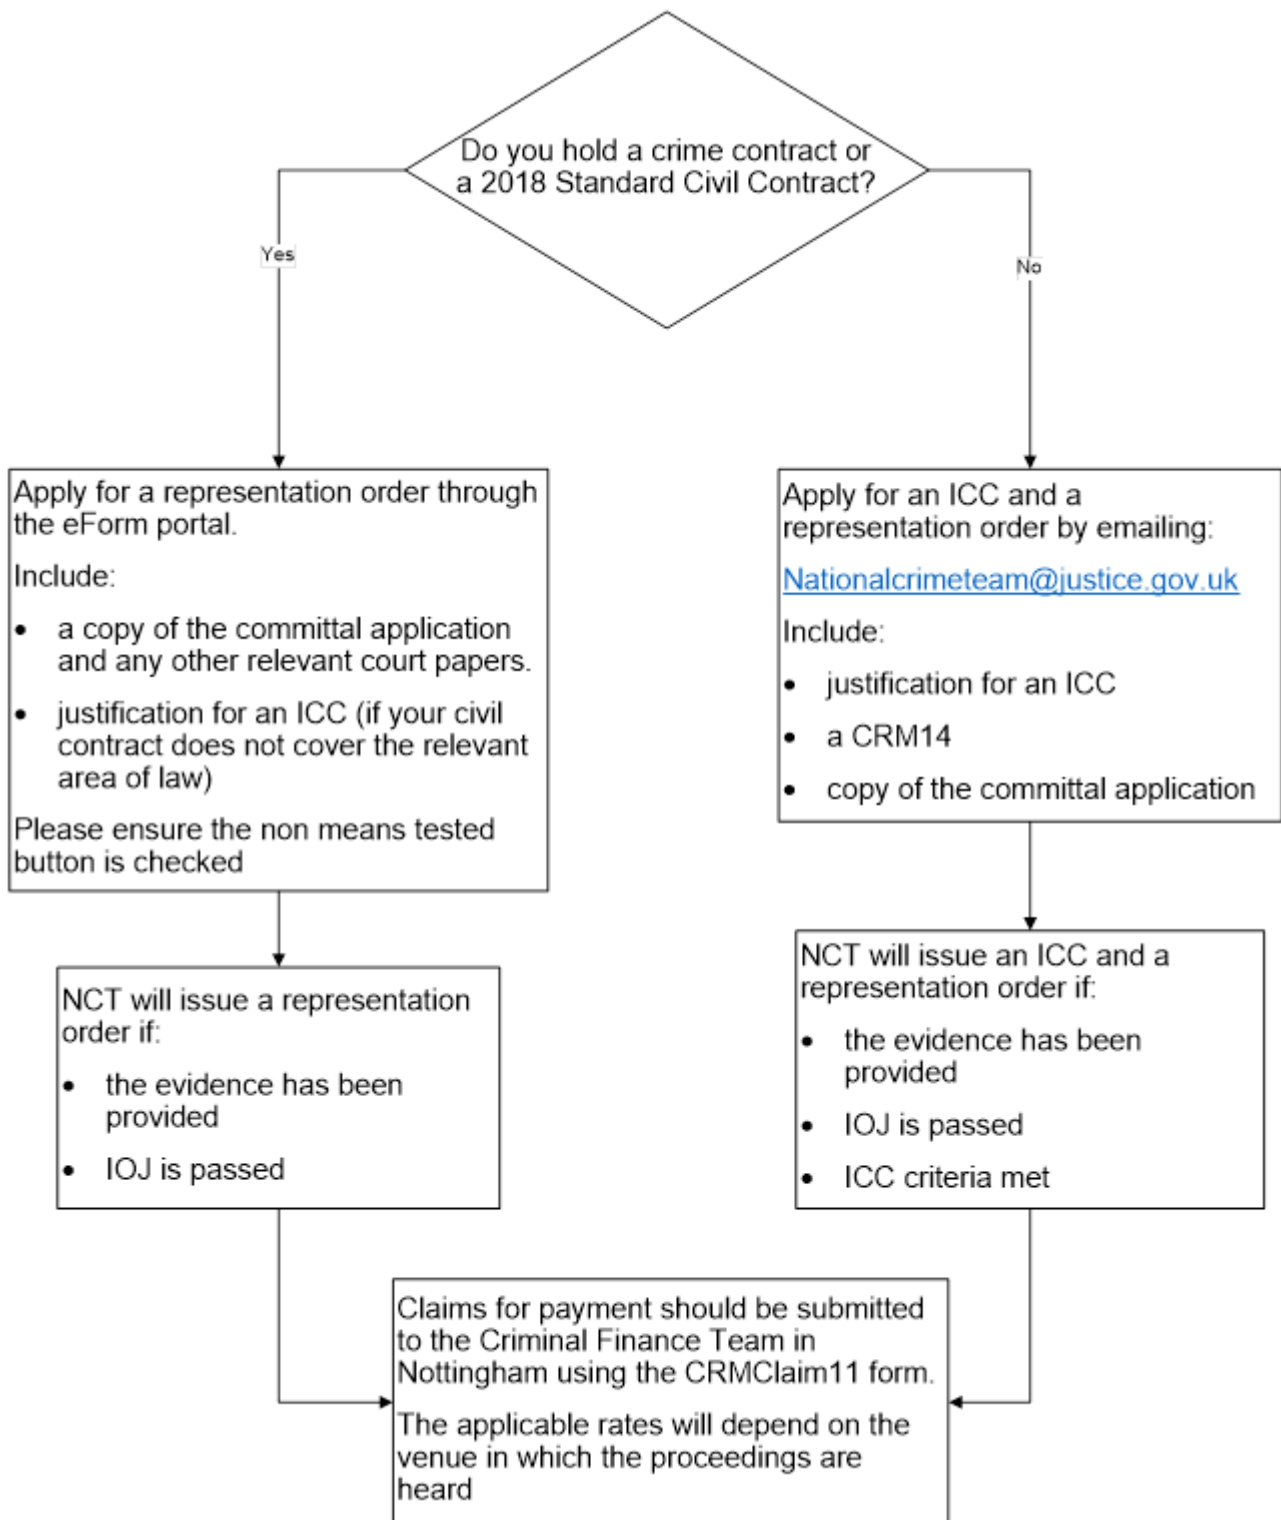 Do you hold a crime contract or
a 2018 Standard Civil Contract?
Yes
No
Apply for a representation order through
the eForm portal.
Include:
• a copy of the committal application
and any other relevant court papers.
• justification for an ICC (if your civil
contract does not cover the relevant
area of law)
Please ensure the non means tested
button is checked
Apply for an ICC and a
representation order by emailing:
Nationalcrimeteam@justice.gov.uk
Include:
• justification for an ICC
• a CRM14
• copy of the committal application
NCT will issue a representation
order if:
• the evidence has been
provided
• IOJ is passed
NCT will issue an ICC and a
representation order if:
• the evidence has been
provided
• IOJ is passed
• ICC criteria met
Claims for payment should be submitted
to the Criminal Finance Team in
Nottingham using the CRMClaim11 form.
The applicable rates will depend on the
venue in which the proceedings are
heard